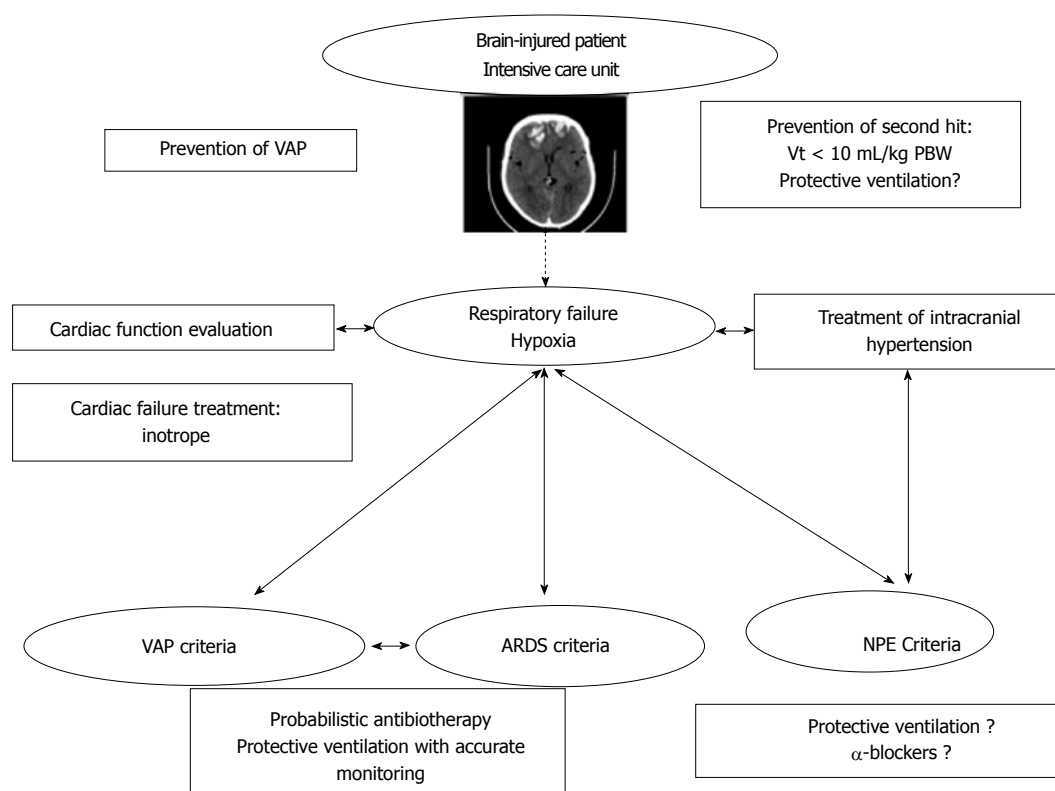 Brain-injured patient
Intensive care unit
Prevention of VAP
Prevention of second hit:
Vt < 10 mL/kg PBW
Protective ventilation?
Cardiac function evaluation
Respiratory failure
Hypoxia
Treatment of intracranial
hypertension
Cardiac failure treatment:
inotrope
VAP criteria
ARDS criteria
NPE Criteria
Probabilistic antibiotherapy
Protective ventilation with accurate
monitoring
Protective ventilation ?
α-blockers ?